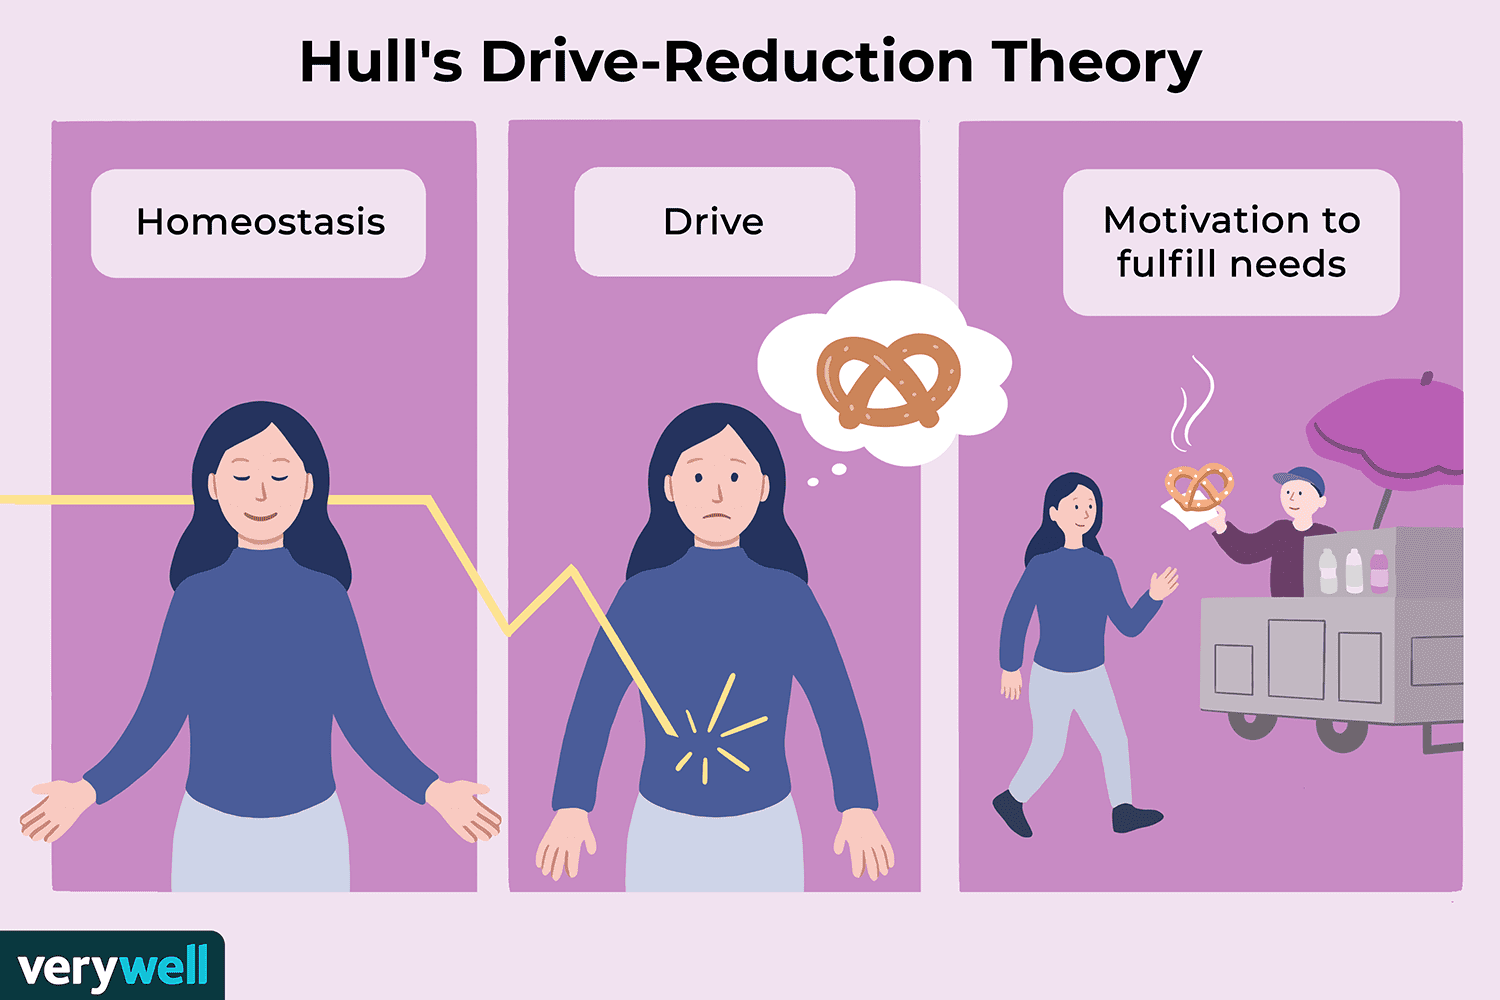 Hull's Drive-Reduction Theory
Homeostasis
Drive
Motivation to
fulfill needs
verywell